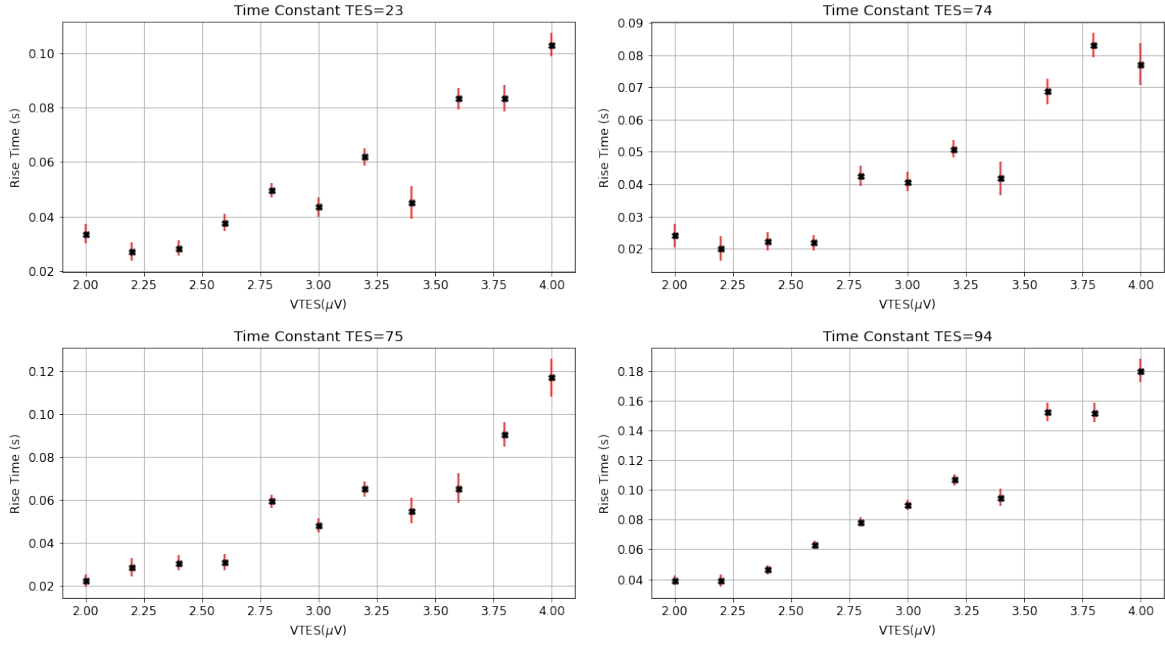 Time Constant TES=23
Rise Time (s)
0.10
0.08
0.06
0.04
0.02
2.00 2.25 2.50 2.75 3.00 3.25 3.50 3.75 4.00
VTES(μV)
Time Constant TES=74
Rise Time (s)
0.09
0.08
0.07
0.06
0.05
0.04
0.03
0.02
2.00 2.25 2.50 2.75 3.00 3.25 3.50 3.75 4.00
VTES(μV)
Time Constant TES=75
Rise Time (s)
0.12
0.10
0.08
0.06
0.04
0.02
2.00 2.25 2.50 2.75 3.00 3.25 3.50 3.75 4.00
VTES(μV)
Time Constant TES=94
Rise Time (s)
0.18
0.16
0.14
0.12
0.10
0.08
0.06
0.04
2.00 2.25 2.50 2.75 3.00 3.25 3.50 3.75 4.00
VTES(μV)